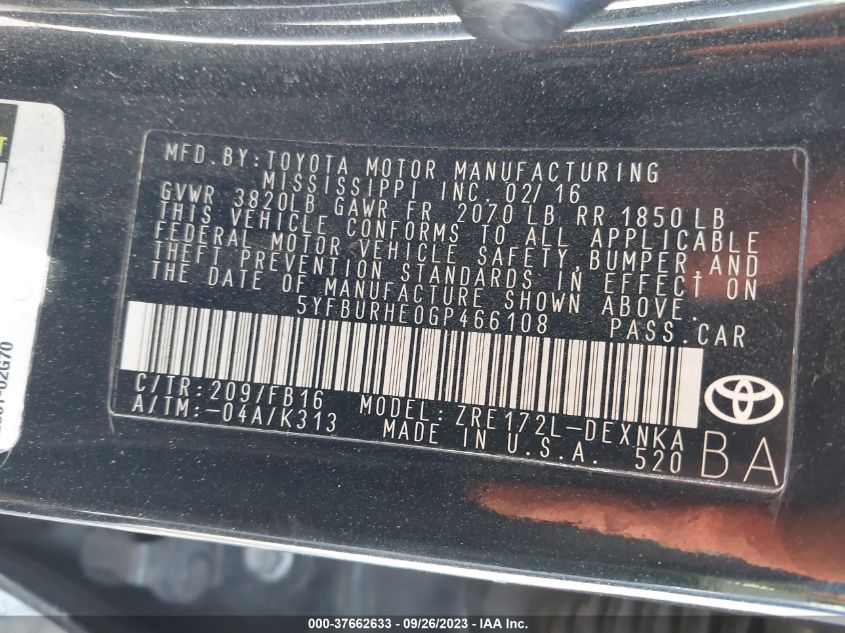 MFD.BY:TOYOTA MOTOR MANUFACTURING
MISSISSIPPI INC. 02/16
GVWR 3820LB GAWR FR 2070 LB RR 1850 LB
THIS VEHICLE CONFORMS TO ALL APPLICABLE
FEDERAL MOTOR VEHICLE SAFETY,BUMPER,AND
THEFT PREVENTION STANDARDS IN EFFECT ON
THE DATE OF MANUFACTURE SHOWN ABOVE.
5YFBURHE0GP466108 PASS.CAR
C/TR:209/FB16 MODEL:ZRE172L-DEXNKA
A/TM:-04A/K313 MADE IN U.S.A. 520
BA
02G70
000-37662633 - 09/26/2023 - IAA Inc.